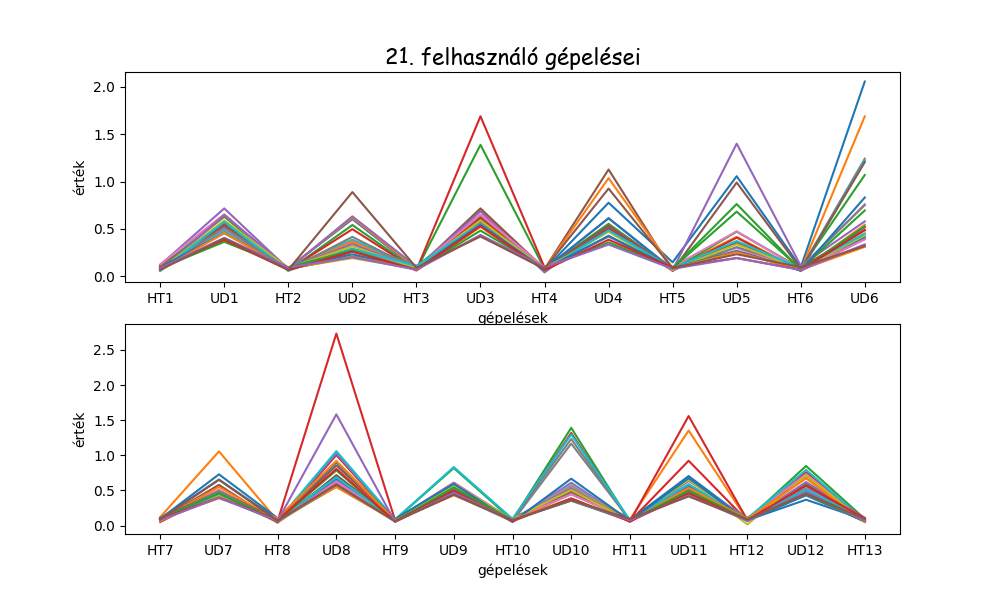 21. felhasználó gépelései
érték
2.0
1.5
1.0
0.5
0.0
HT1 UD1 HT2 UD2 HT3 UD3 HT4 UD4 HT5 UD5 HT6 UD6
gépelések
érték
2.5
2.0
1.5
1.0
0.5
0.0
HT7 UD7 HT8 UD8 HT9 UD9 HT10 UD10 HT11 UD11 HT12 UD12 HT13
gépelések